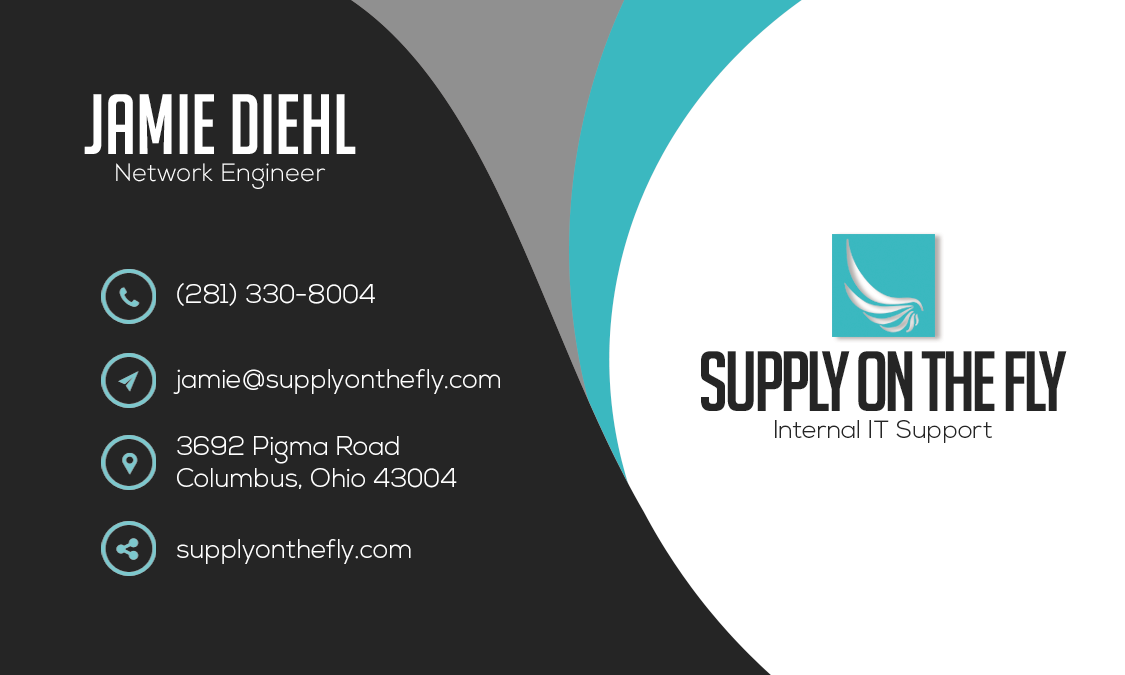 JAMIE DIEHL
Network Engineer
(281) 330-8004
jamie@supplyonthefly.com
3692 Pigma Road
Columbus, Ohio 43004
supplyonthefly.com
SUPPLY ON THE FLY
Internal IT Support